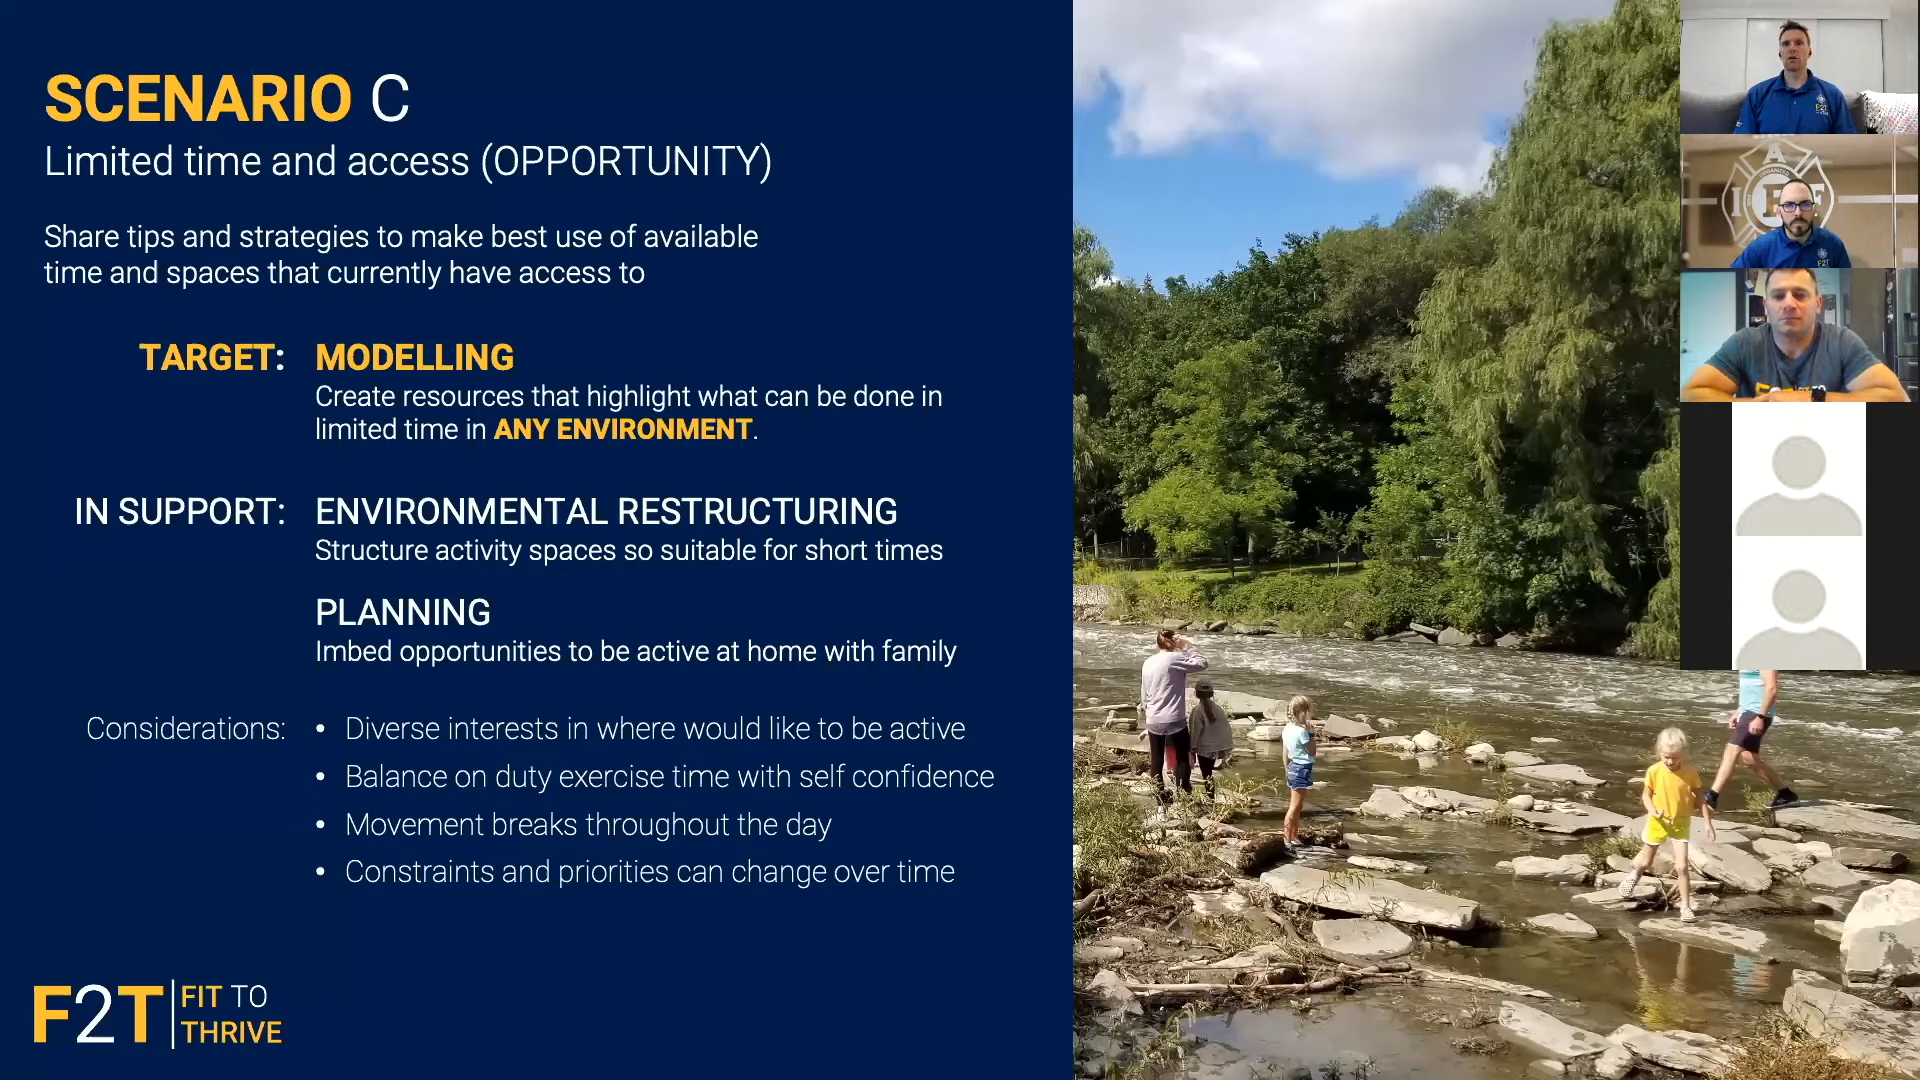 SCENARIO C
Limited time and access (OPPORTUNITY)
Share tips and strategies to make best use of available
time and spaces that currently have access to
TARGET: MODELLING
Create resources that highlight what can be done in
limited time in ANY ENVIRONMENT.
IN SUPPORT: ENVIRONMENTAL RESTRUCTURING
Structure activity spaces so suitable for short times
PLANNING
Imbed opportunities to be active at home with family
Considerations: • Diverse interests in where would like to be active
• Balance on duty exercise time with self confidence
• Movement breaks throughout the day
• Constraints and priorities can change over time
F2T FIT TO
THRIVE
F2T
A
I F F
F2T